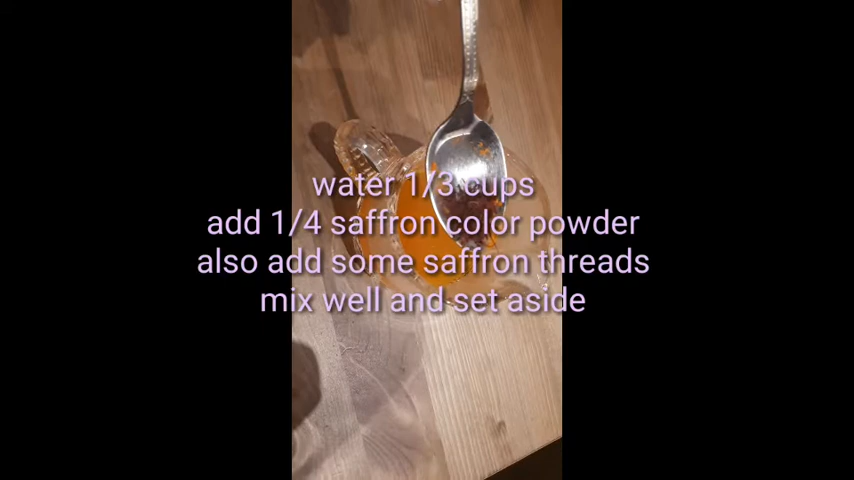 water 1/3 cups
add 1/4 saffron color powder
also add some saffron threads
mix well and set aside